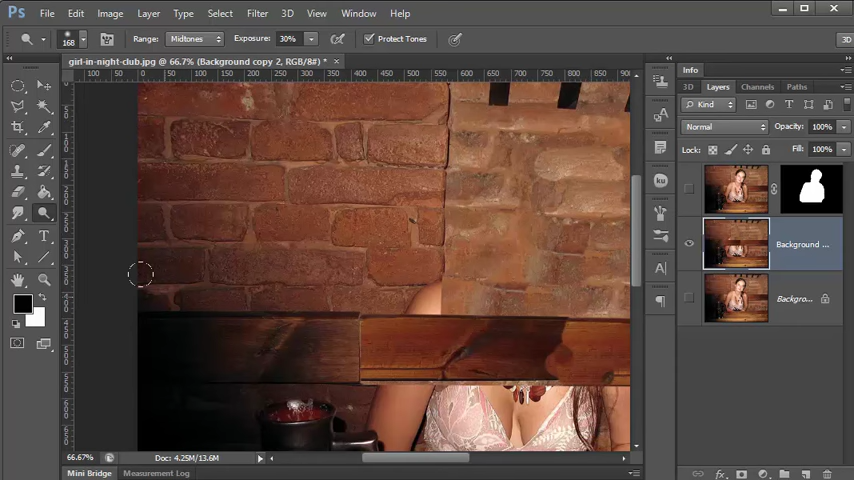 Ps File Edit Image Layer Type Select Filter 3D View Window Help
168 Range: Midtones Exposure: 30% Protect Tones 3D
girl-in-night-club.jpg @ 66.7% (Background copy 2, RGB/8#) * ×
100 50 0 50 100 150 200 250 300 350 400 450 500 550 600 650 700 750 800 850 900
Info
3D Layers Channels Paths
Kind
Normal Opacity: 100%
Lock: Fill: 100%
Background ...
Backgro...
66.67% Doc: 4.25M/13.6M
Mini Bridge Measurement Log